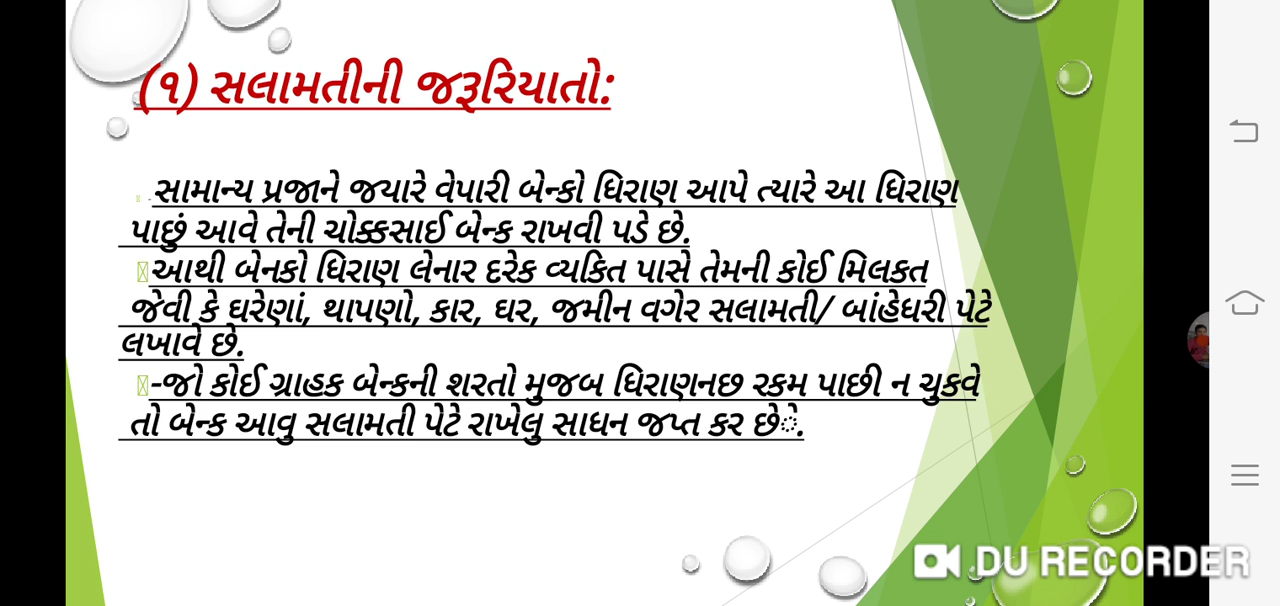 (૧) સલામતીની જરૂરિયાતો:
સામાન્ય પ્રજાને જયારે વેપારી બેન્કો ધિરાણ આપે ત્યારે આ ધિરાણ
પાછું આવે તેની ચોક્કસાઈ બેન્ક રાખવી પડે છે.
આથી બેનકો ધિરાણ લેનાર દરેક વ્યકિત પાસે તેમની કોઈ મિલકત
જેવી કે ઘરેણાં, થાપણો, કાર, ઘર, જમીન વગેર સલામતી/ બાંહેધરી પેટે
લખાવે છે.
-જો કોઈ ગ્રાહક બેન્કની શરતો મુજબ ધિરાણનછ રકમ પાછી ન ચુકવે
તો બેન્ક આવુ સલામતી પેટે રાખેલુ સાધન જપ્ત કર છેે.
DU RECORDER